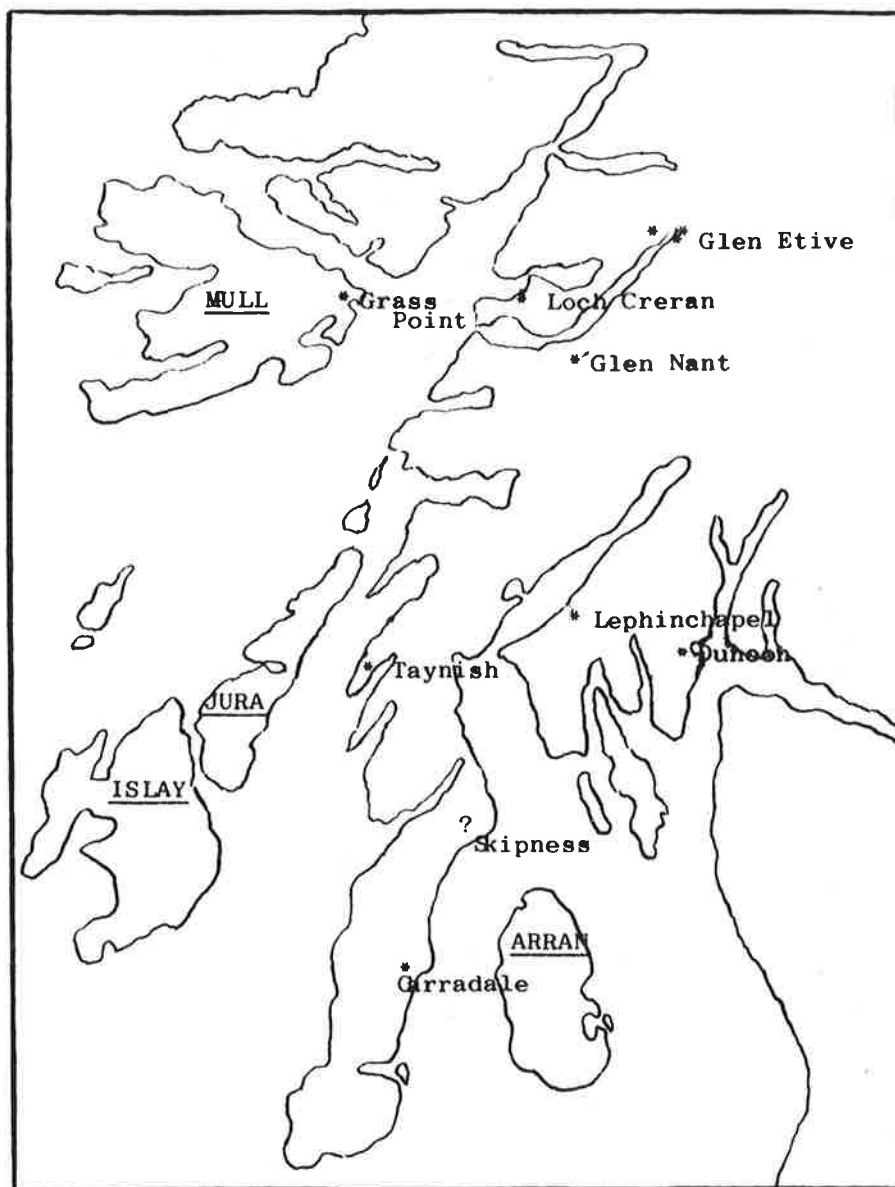 * ** Glen Etive
MULL
* Grass
Point
* Loch Creran
* Glen Nant
* Lephinchapel
* Dunoon
* Taynish
JURA
ISLAY
?
Skipness
ARRAN
*
Carradale